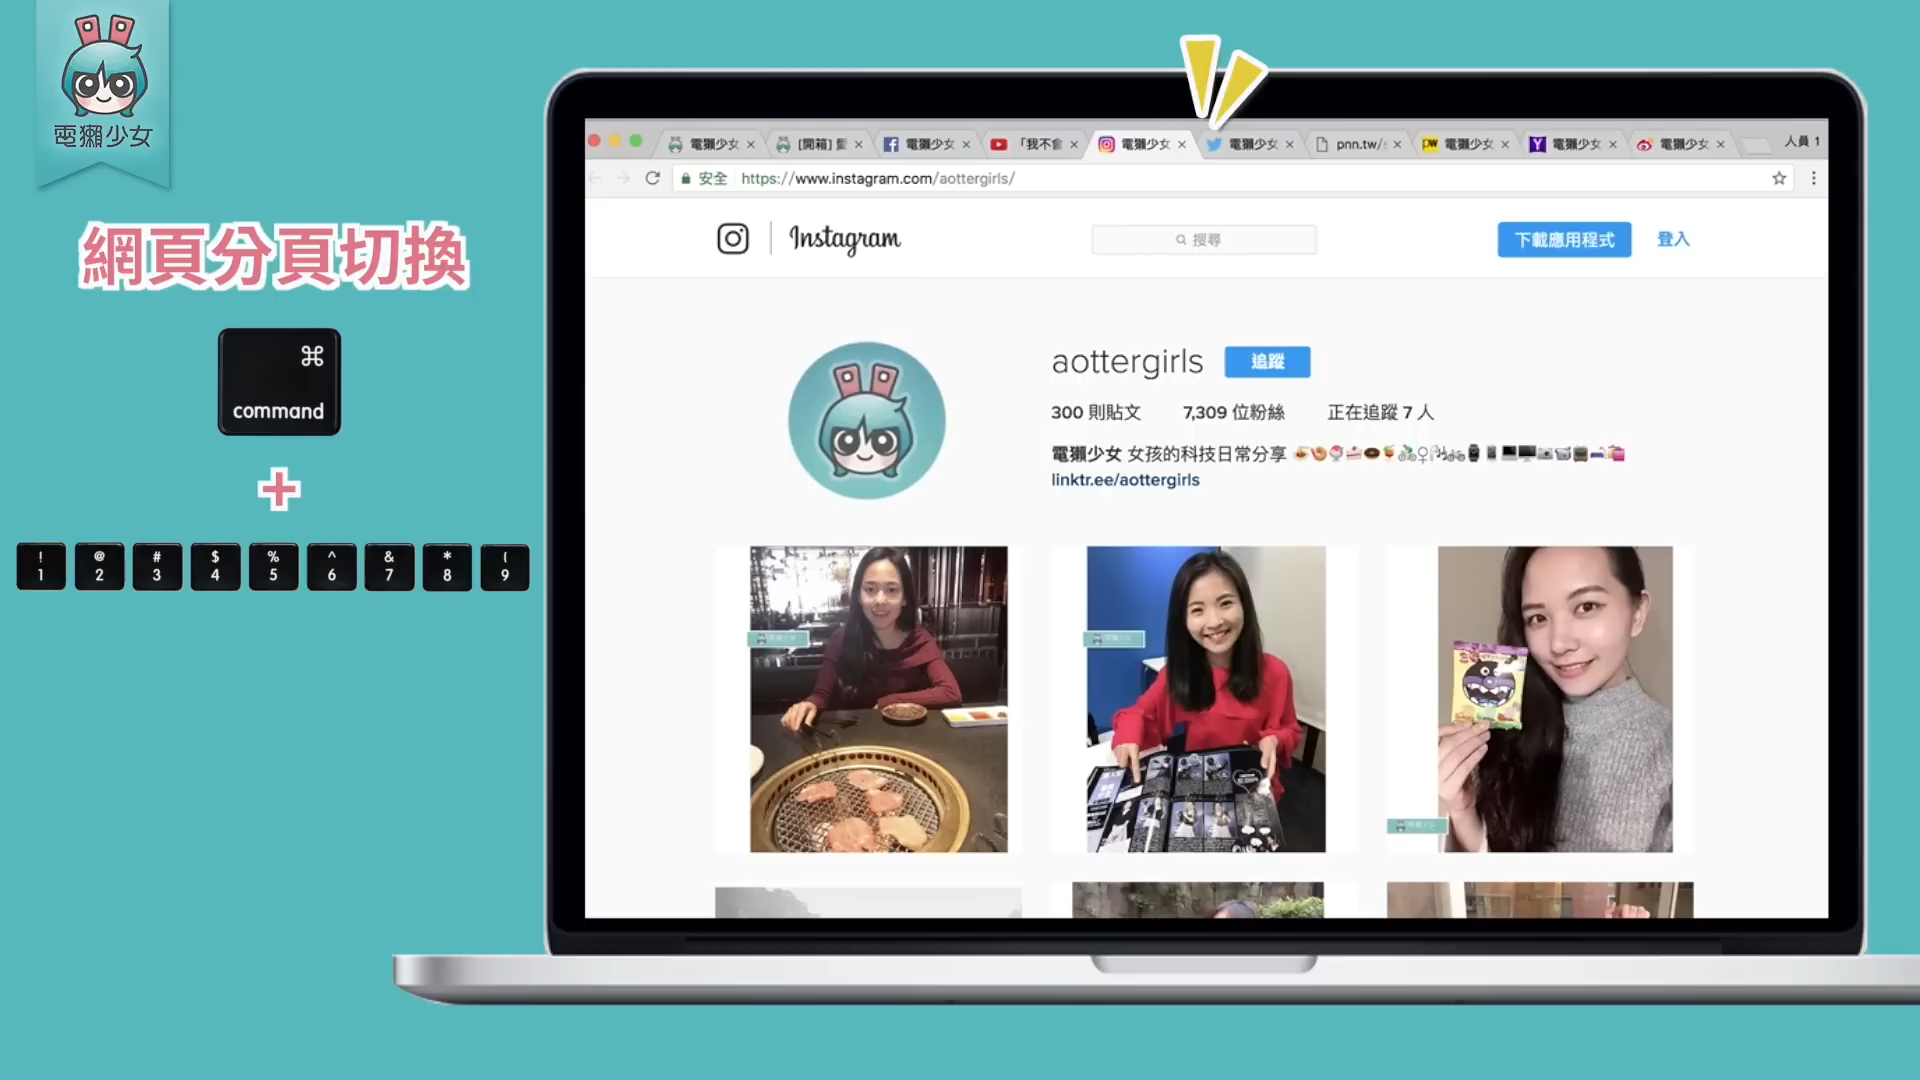 電獺少女
網頁分頁切換
⌘
command
+
! @ # $ % ^ & * (
1 2 3 4 5 6 7 8 9
電獺少女 [開箱] 電獺少女 「我不會 電獺少女 電獺少女 pnn.tw/s 電獺少女 電獺少女 電獺少女 人員 1
安全 https://www.instagram.com/aottergirls/
Instagram 搜尋 下載應用程式 登入
aottergirls 追蹤
300 則貼文 7,309 位粉絲 正在追蹤 7 人
電獺少女 女孩的科技日常分享
linktr.ee/aottergirls